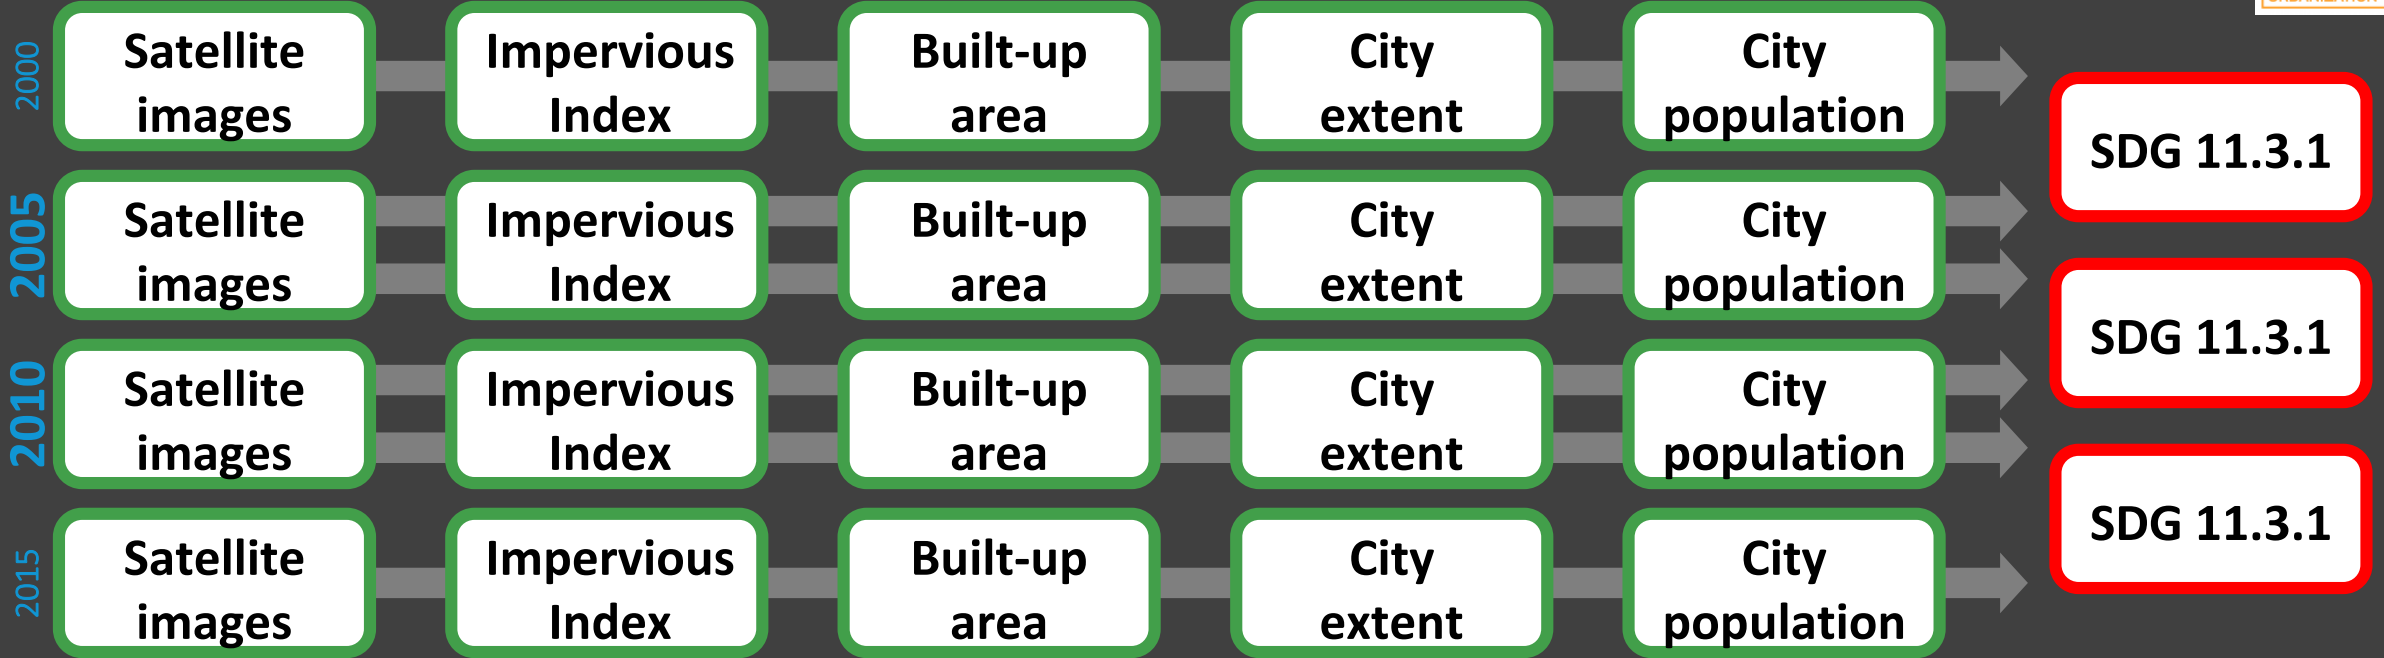 2000
Satellite
images
Impervious
Index
Built-up
area
City
extent
City
population
SDG 11.3.1
2005
Satellite
images
Impervious
Index
Built-up
area
City
extent
City
population
SDG 11.3.1
2010
Satellite
images
Impervious
Index
Built-up
area
City
extent
City
population
SDG 11.3.1
2015
Satellite
images
Impervious
Index
Built-up
area
City
extent
City
population